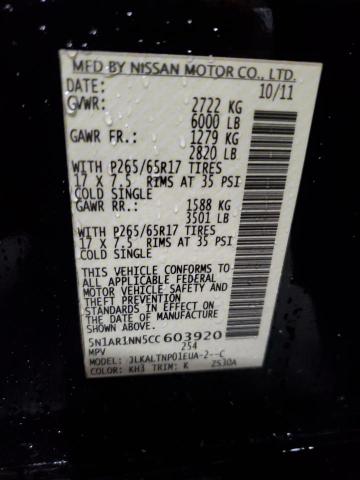 MFD BY NISSAN MOTOR CO., LTD.
DATE: 10/11
GVWR: 2722 KG
6000 LB
GAWR FR.: 1279 KG
2820 LB
WITH P265/65R17 TIRES
17 X 7.5 RIMS AT 35 PSI
COLD SINGLE
GAWR RR.: 1588 KG
3501 LB
WITH P265/65R17 TIRES
17 X 7.5 RIMS AT 35 PSI
COLD SINGLE
THIS VEHICLE CONFORMS TO
ALL APPLICABLE FEDERAL
MOTOR VEHICLE SAFETY AND
THEFT PREVENTION
STANDARDS IN EFFECT ON
THE DATE OF MANUFACTURE
SHOWN ABOVE.
5N1AR1NN5CC603920
MPV 254
MODEL: JLKALTNP01EUA-2--C
COLOR: KH3 TRIM: K 2530A